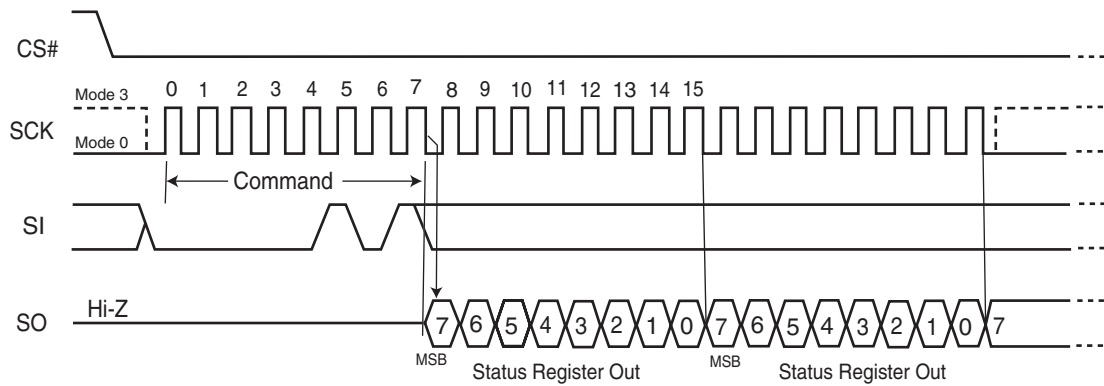 CS#
0 1 2 3 4 5 6 7 8 9 10 11 12 13 14 15
Mode 3
SCK
Mode 0
Command
SI
Hi-Z
SO
7 6 5 4 3 2 1 0 7 6 5 4 3 2 1 0 7
MSB Status Register Out MSB Status Register Out